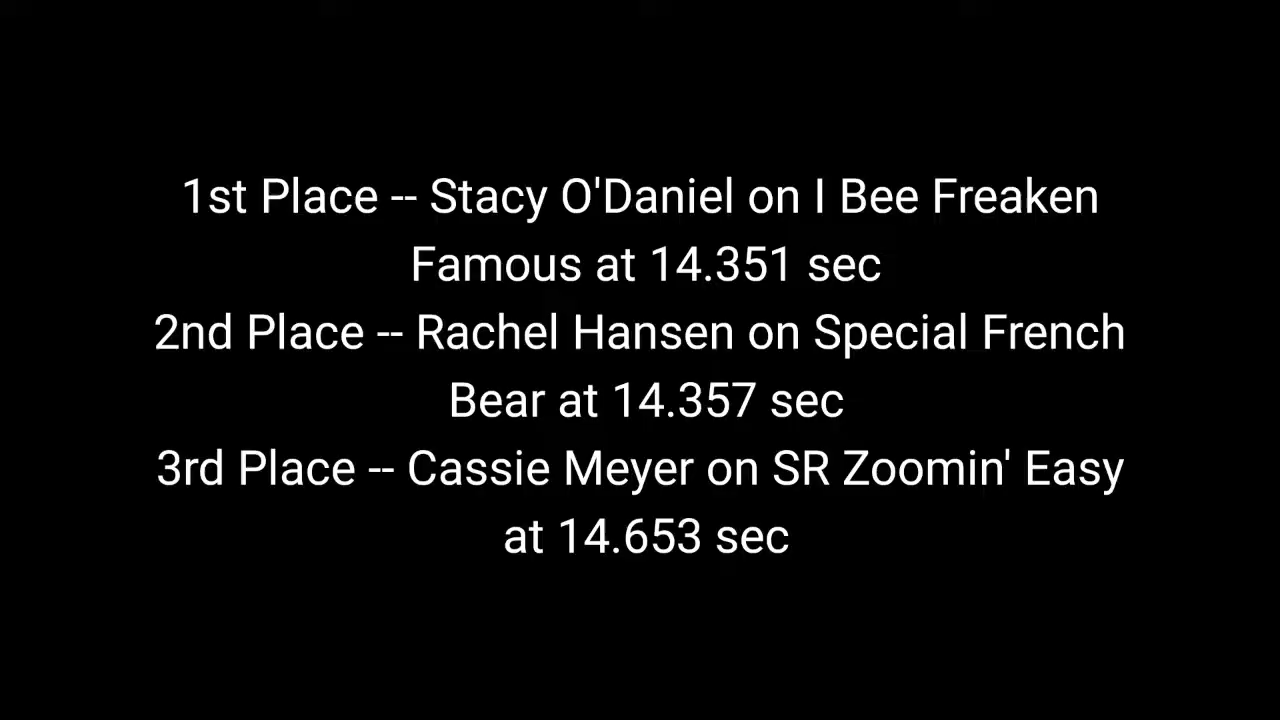 1st Place -- Stacy O'Daniel on I Bee Freaken
Famous at 14.351 sec
2nd Place -- Rachel Hansen on Special French
Bear at 14.357 sec
3rd Place -- Cassie Meyer on SR Zoomin' Easy
at 14.653 sec